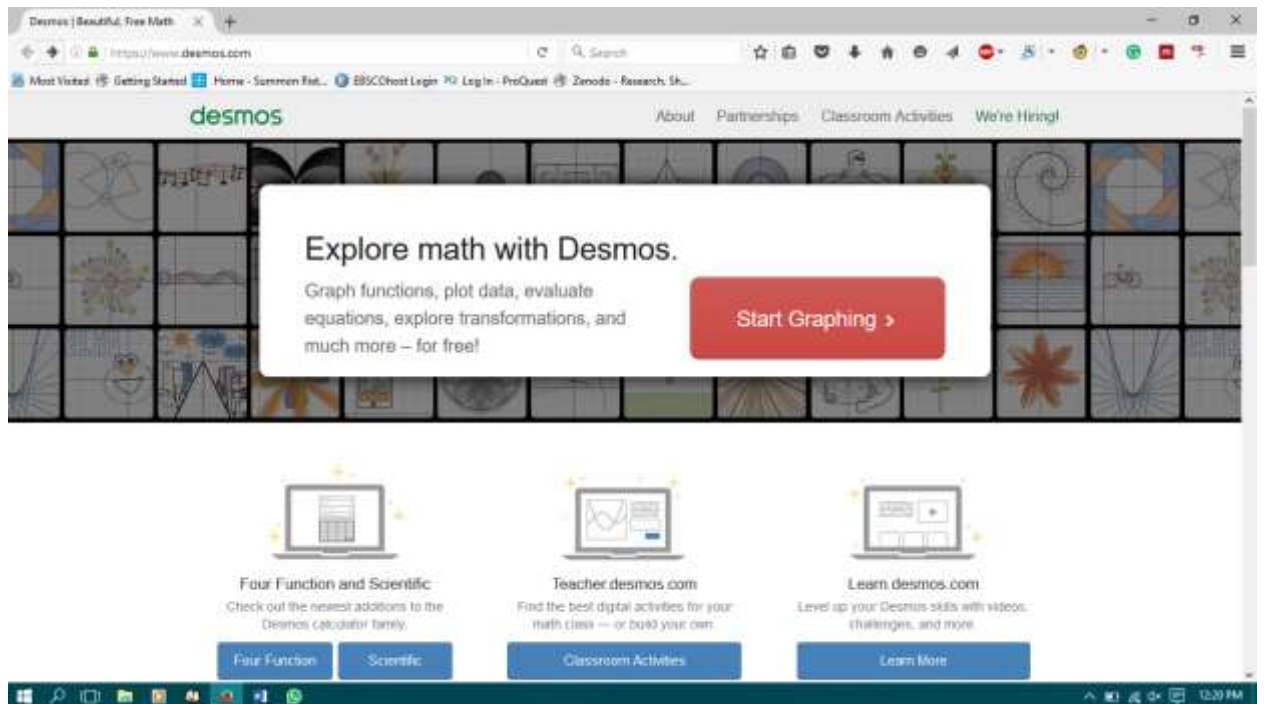 Desmos | Beautiful, Free Math
https://www.desmos.com
Search
Most Visited Getting Started Home - Summon Rist... EBSCOhost Login Log In - ProQuest Zenodo - Research. Sh...
desmos About Partnerships Classroom Activities We're Hiring!
Explore math with Desmos.
Graph functions, plot data, evaluate
equations, explore transformations, and
much more – for free!
Start Graphing ›
Four Function and Scientific
Check out the newest additions to the
Desmos calculator family.
Four Function Scientific
Teacher.desmos.com
Find the best digital activities for your
math class — or build your own.
Classroom Activities
Learn.desmos.com
Level up your Desmos skills with videos,
challenges, and more.
Learn More
12:20 PM